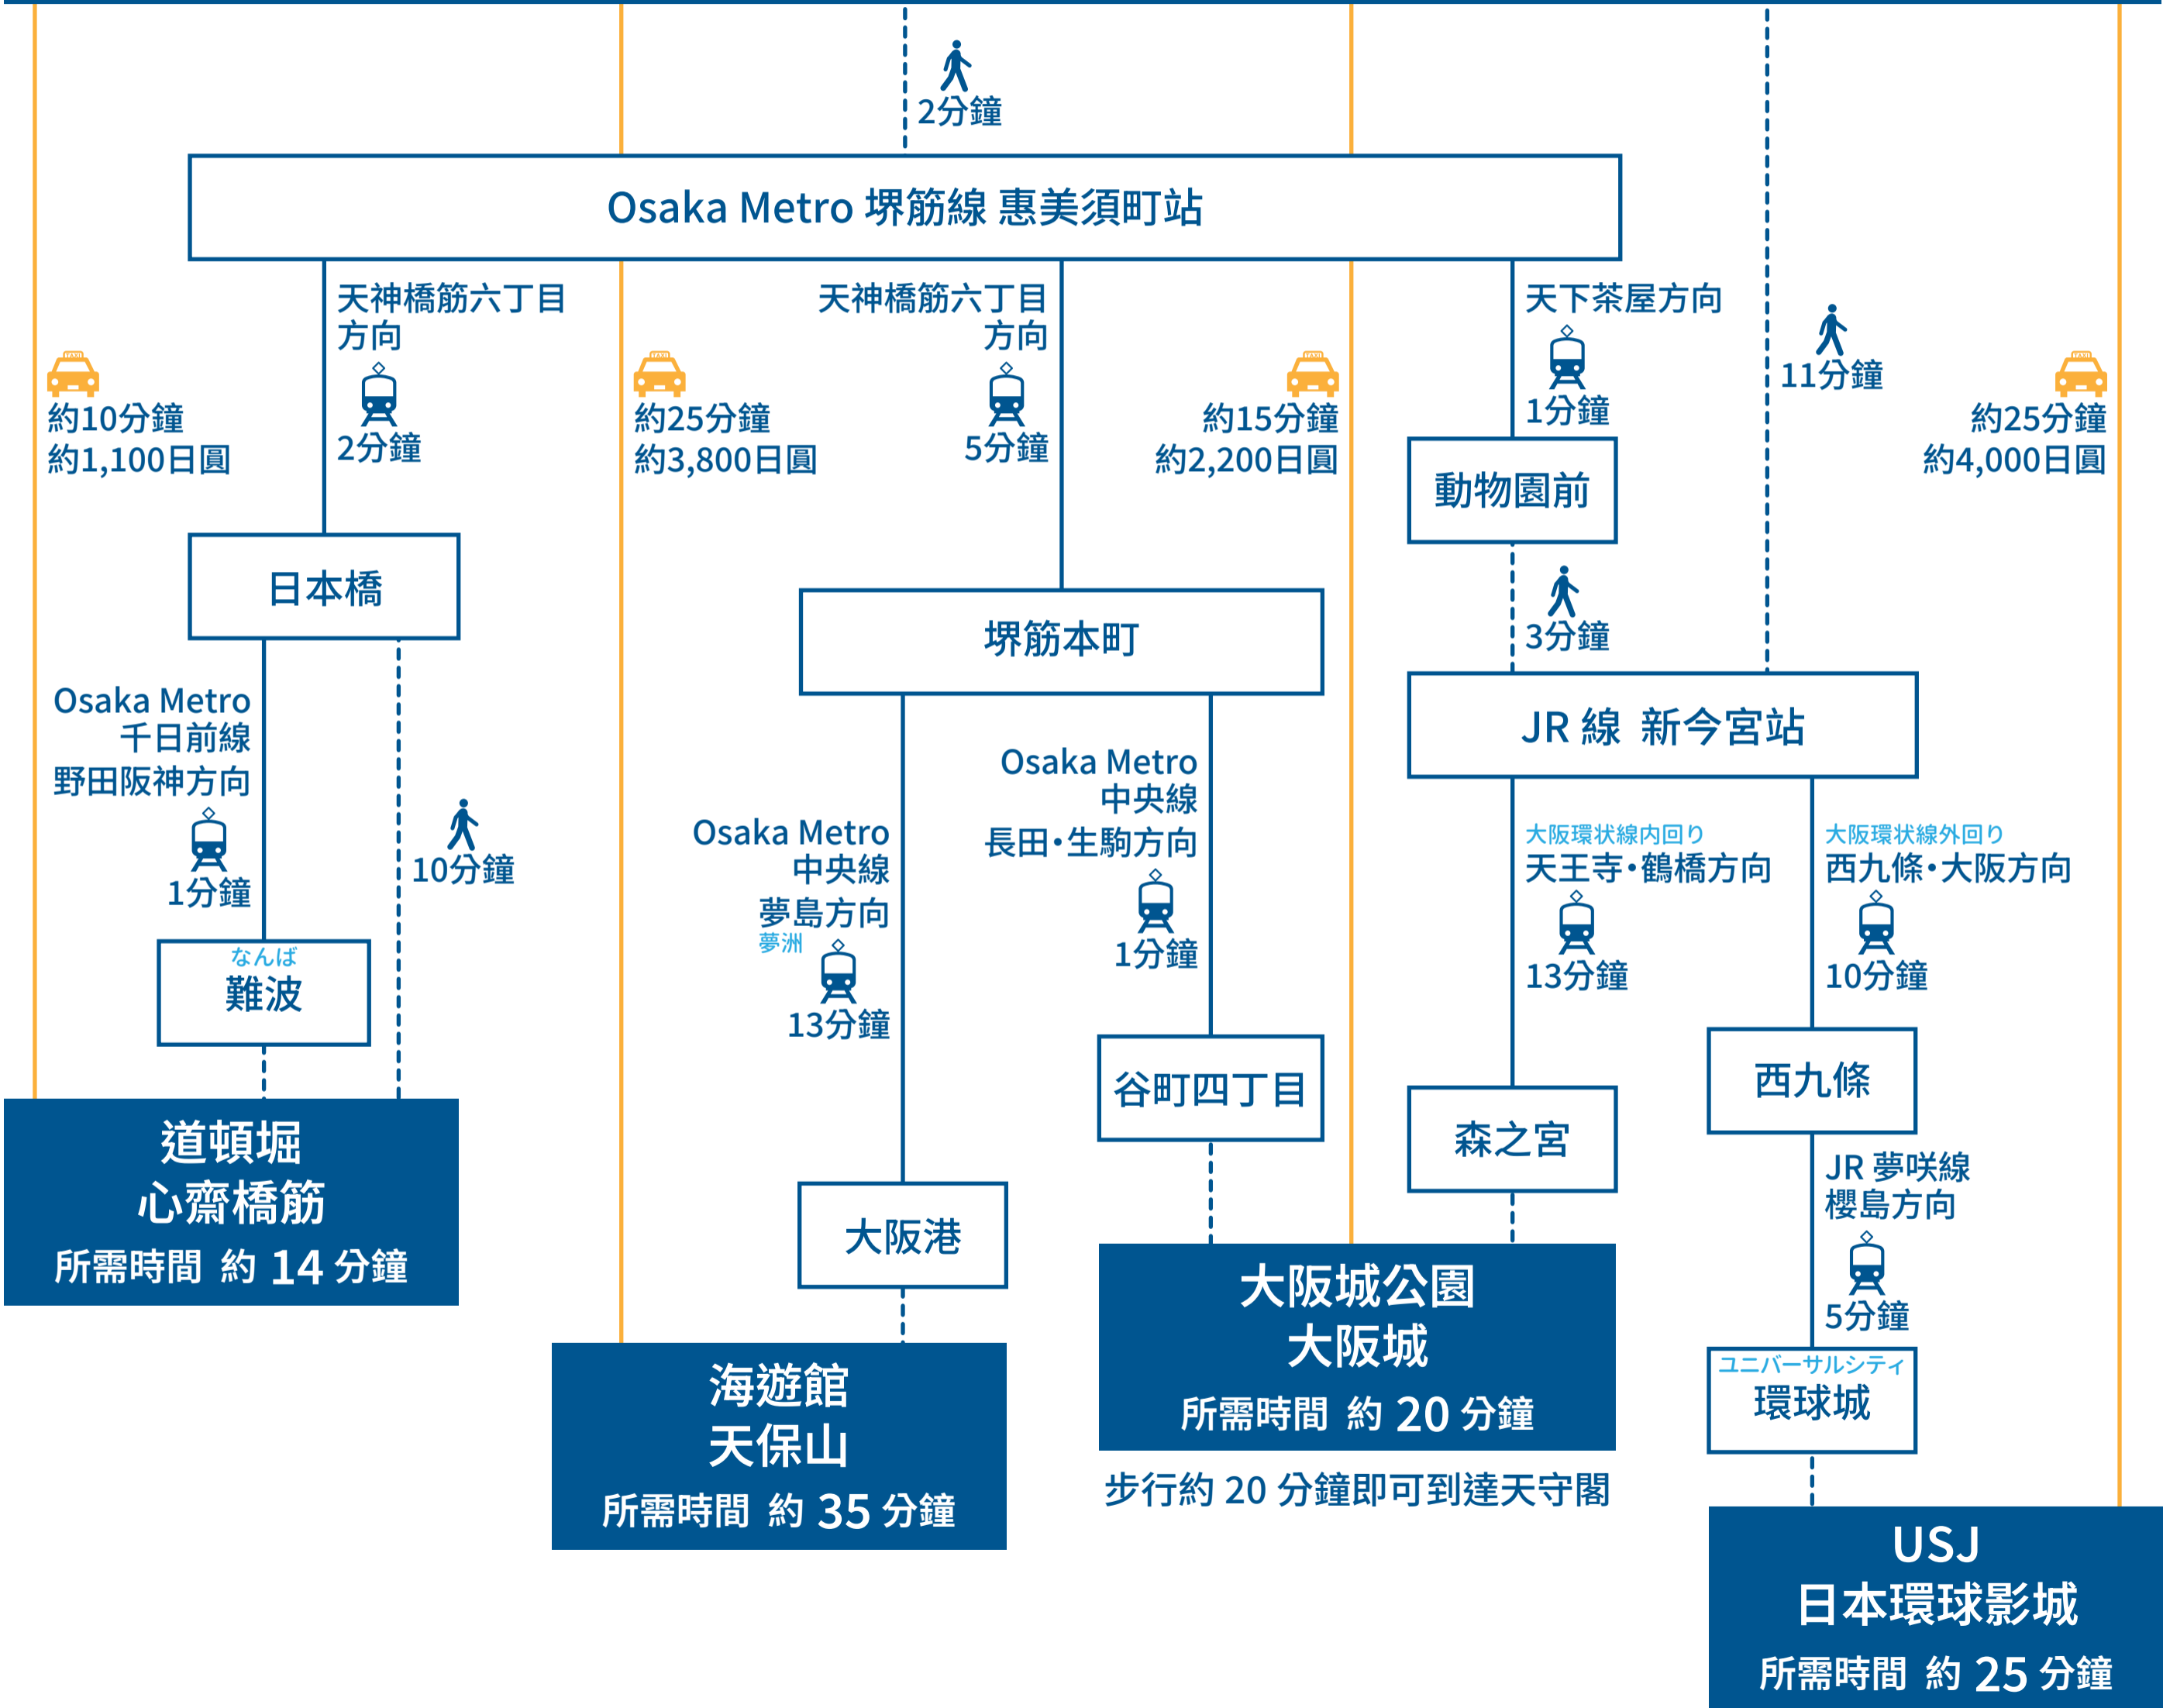 2分鐘
Osaka Metro 堺筋線 惠美須町站
天神橋筋六丁目
方向
2分鐘
天神橋筋六丁目
方向
5分鐘
天下茶屋方向
1分鐘
11分鐘
TAXI
約10分鐘
約1,100日圓
TAXI
約25分鐘
約3,800日圓
TAXI
約15分鐘
約2,200日圓
TAXI
約25分鐘
約4,000日圓
動物園前
日本橋
3分鐘
堺筋本町
JR 線 新今宮站
Osaka Metro
千日前線
野田阪神方向
1分鐘
10分鐘
Osaka Metro
中央線
夢島方向
夢洲
13分鐘
Osaka Metro
中央線
長田・生駒方向
1分鐘
大阪環状線内回り
天王寺・鶴橋方向
13分鐘
大阪環状線外回り
西九條・大阪方向
10分鐘
なんば
難波
谷町四丁目
西九條
森之宮
道頓堀
心齋橋筋
所需時間 約 14 分鐘
大阪港
JR 夢咲線
櫻島方向
5分鐘
大阪城公園
大阪城
所需時間 約 20 分鐘
步行約 20 分鐘即可到達天守閣
海遊館
天保山
所需時間 約 35 分鐘
ユニバーサルシティ
環球城
USJ
日本環球影城
所需時間 約 25 分鐘